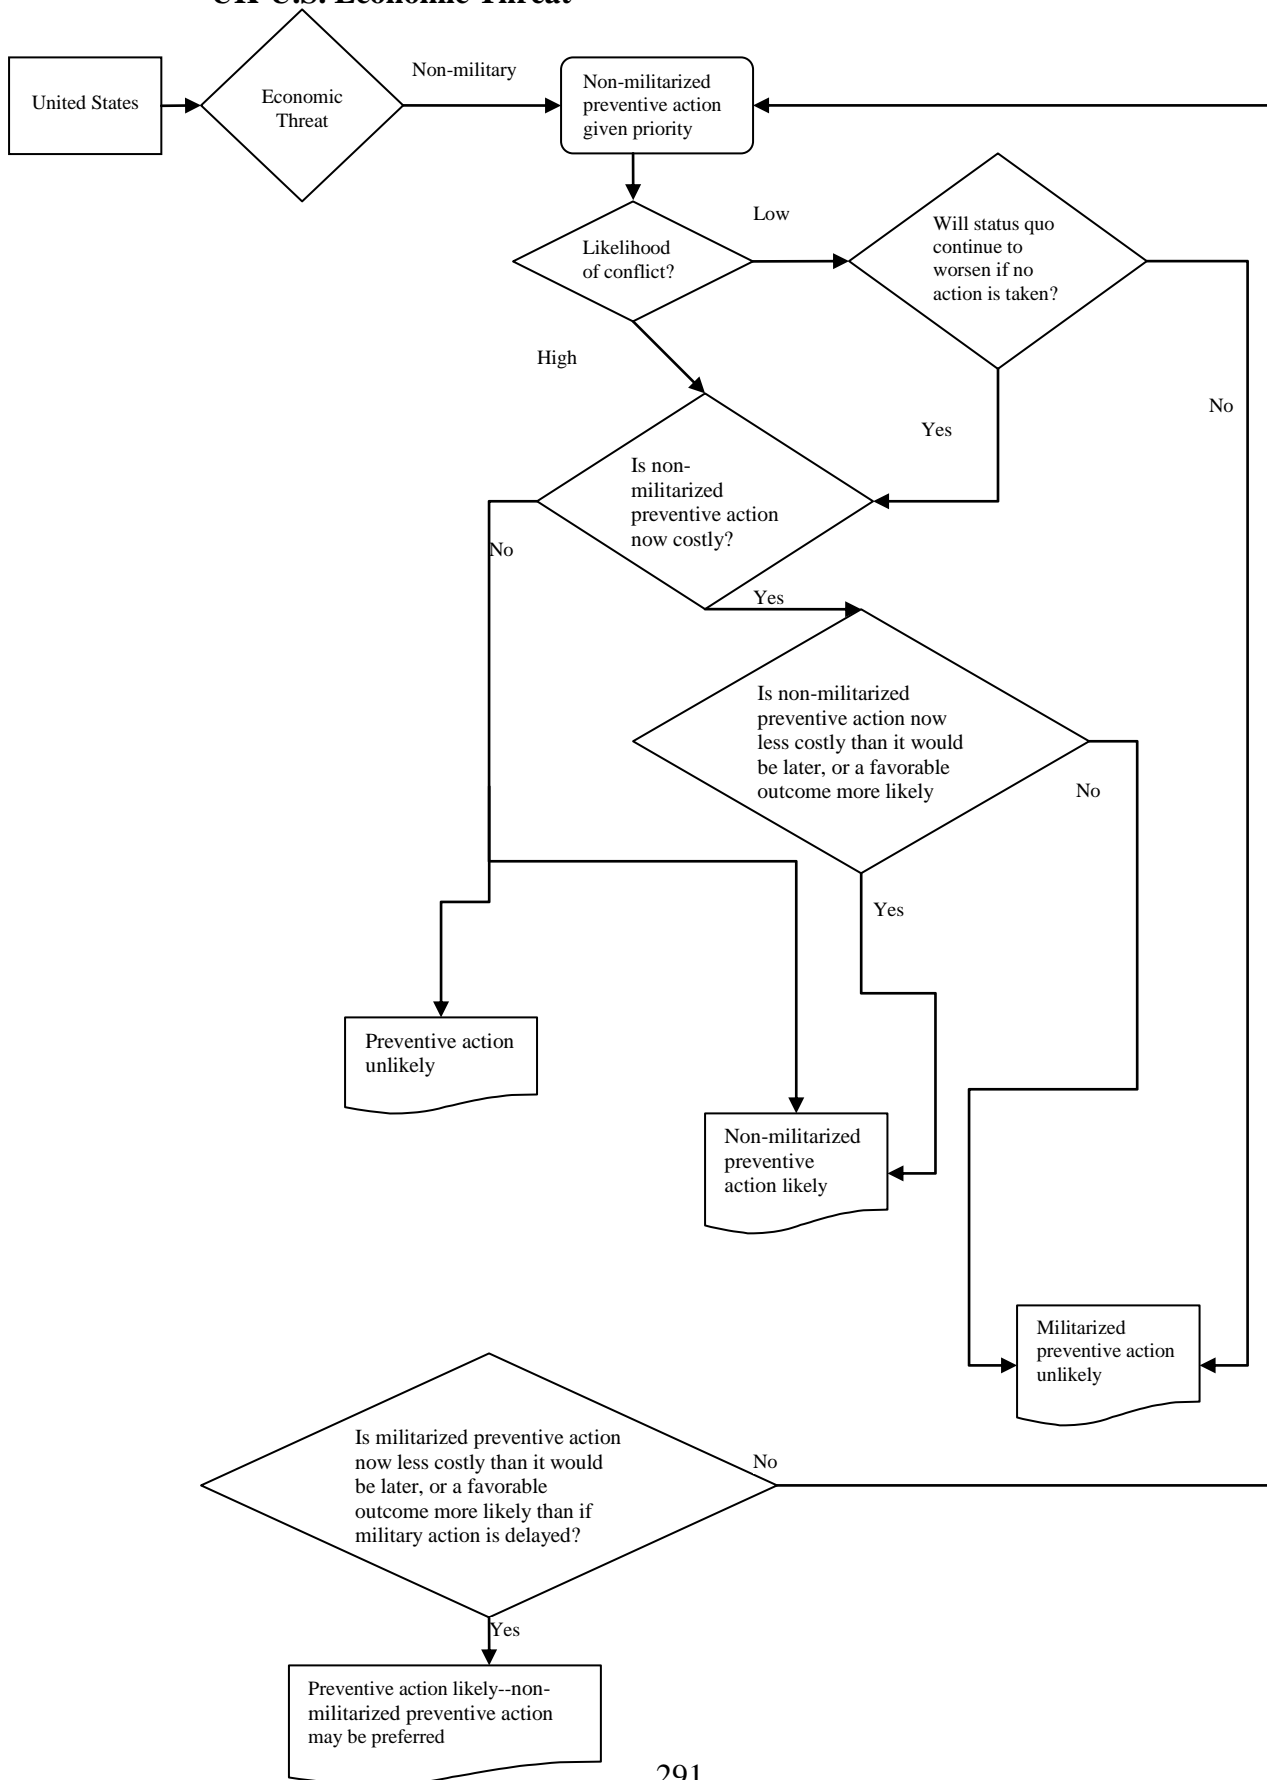 UK-U.S. Economic Threat
United States
Economic
Threat
Non-military
Non-militarized
preventive action
given priority
Likelihood
of conflict?
Low
Will status quo
continue to
worsen if no
action is taken?
High
No
Yes
Is non-
militarized
preventive action
now costly?
No
Yes
Is non-militarized
preventive action now
less costly than it would
be later, or a favorable
outcome more likely
No
Yes
Preventive action
unlikely
Non-militarized
preventive
action likely
Militarized
preventive action
unlikely
Is militarized preventive action
now less costly than it would
be later, or a favorable
outcome more likely than if
military action is delayed?
No
Yes
Preventive action likely--non-
militarized preventive action
may be preferred
291